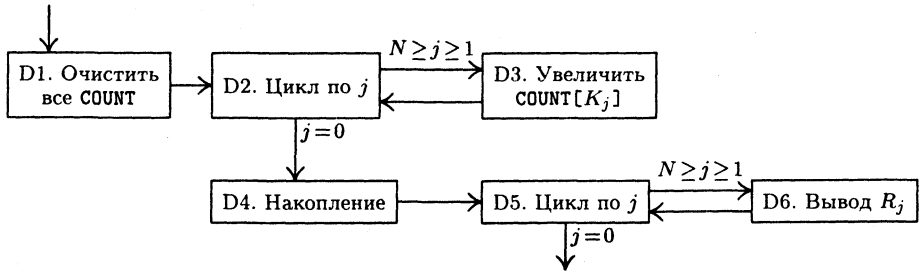 N ≥ j ≥ 1
D1. Очистить
все COUNT
D2. Цикл по j
D3. Увеличить
COUNT[Kj]
j=0
N ≥ j ≥ 1
D4. Накопление
D5. Цикл по j
D6. Вывод Rj
j=0